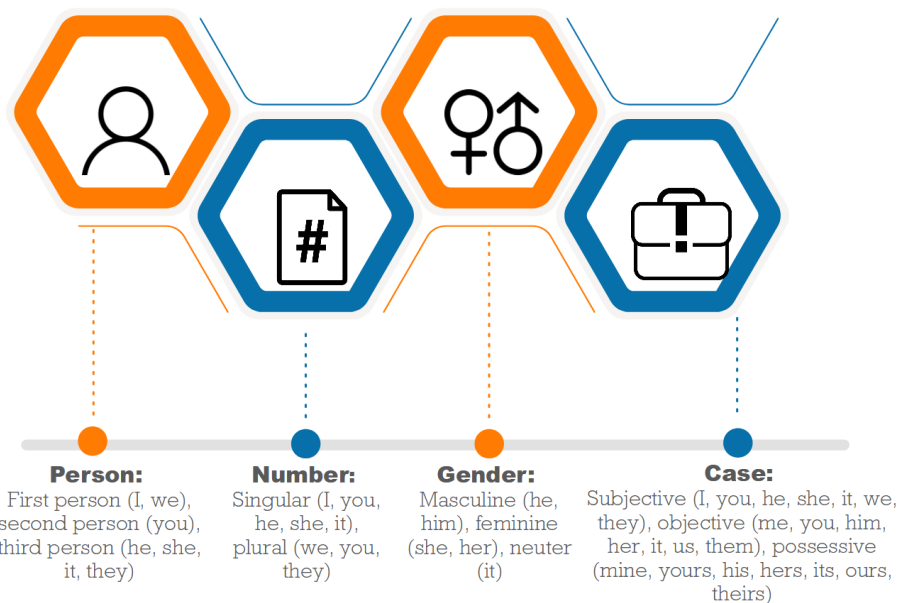 #
Person:
First person (I, we),
second person (you),
third person (he, she,
it, they)
Number:
Singular (I, you,
he, she, it),
plural (we, you,
they)
Gender:
Masculine (he,
him), feminine
(she, her), neuter
(it)
Case:
Subjective (I, you, he, she, it, we,
they), objective (me, you, him,
her, it, us, them), possessive
(mine, yours, his, hers, its, ours,
theirs)